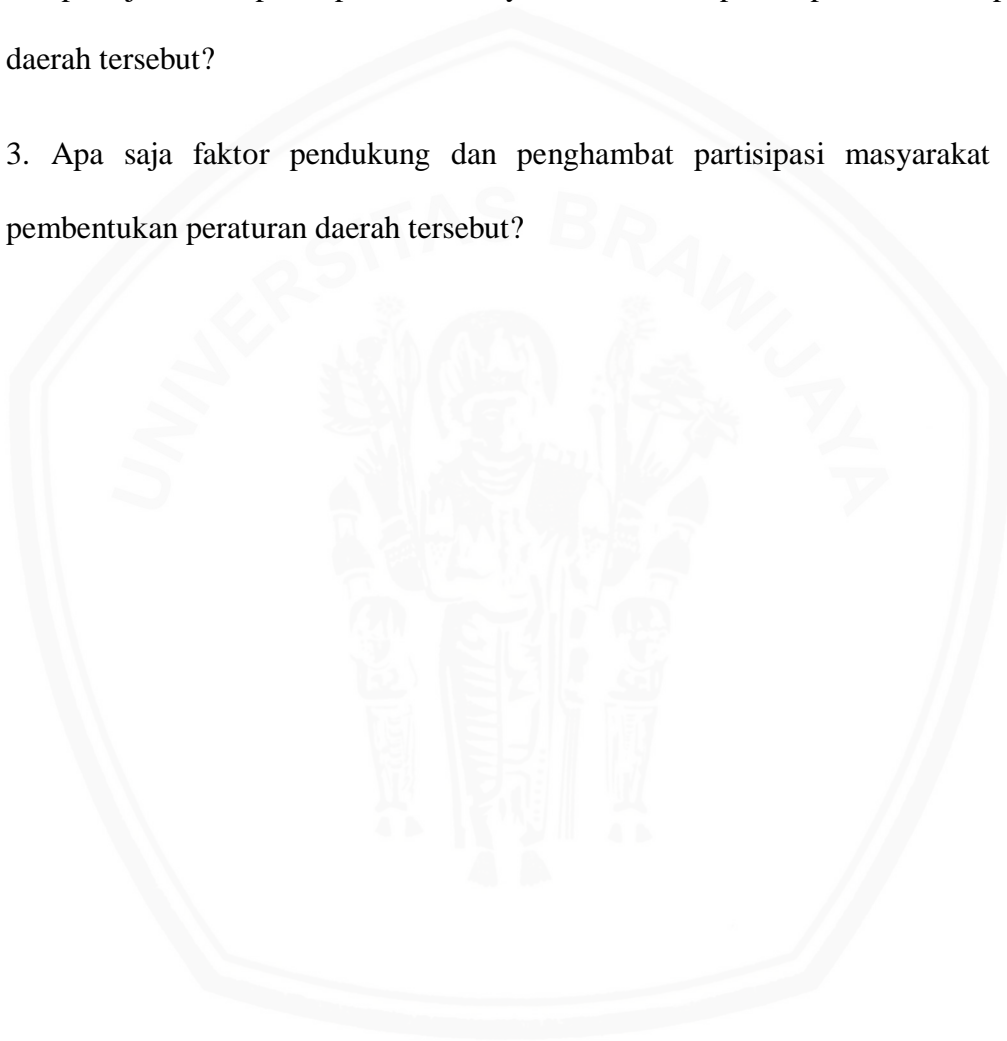 daerah tersebut?
3. Apa saja faktor pendukung dan penghambat partisipasi masyarakat
pembentukan peraturan daerah tersebut?
UNIVERSITAS BRAWIJAYA